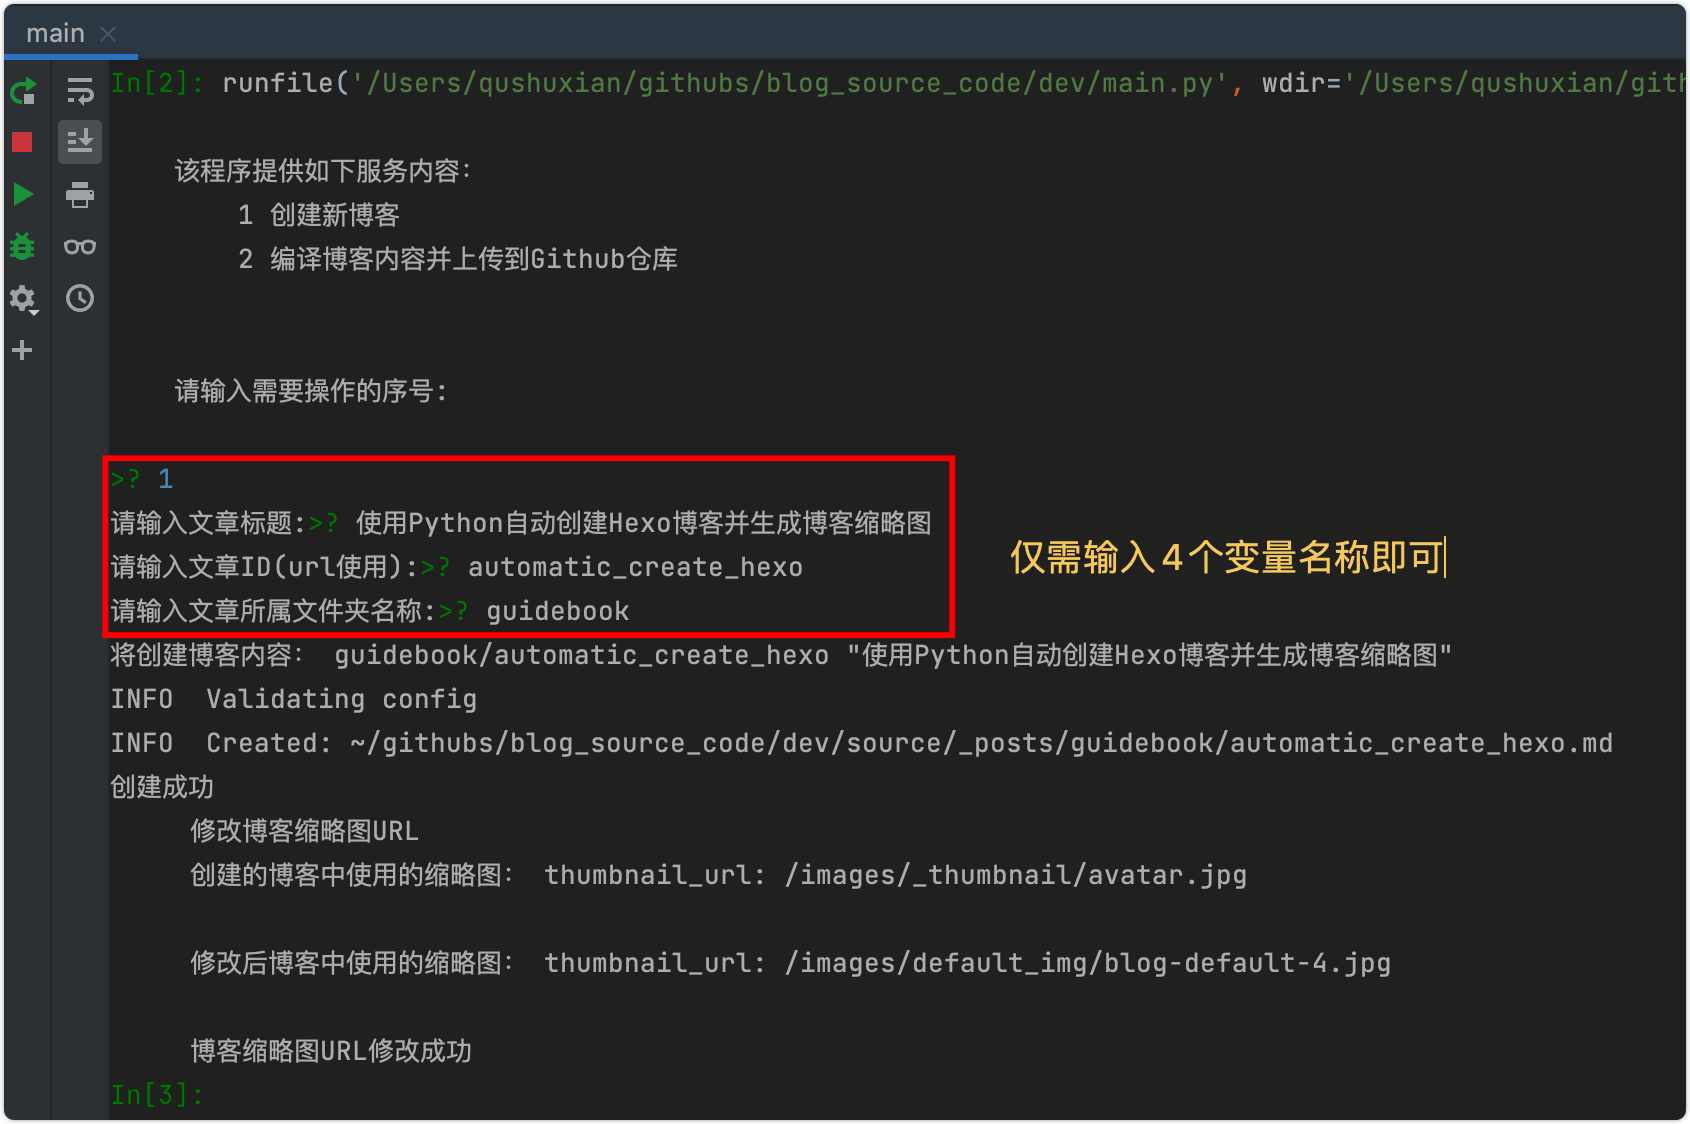 main
In[2]: runfile('/Users/qushuxian/githubs/blog_source_code/dev/main.py', wdir='/Users/qushuxian/gith
该程序提供如下服务内容：
1 创建新博客
2 编译博客内容并上传到Github仓库
请输入需要操作的序号：
>? 1
请输入文章标题:>? 使用Python自动创建Hexo博客并生成博客缩略图
请输入文章ID(url使用):>? automatic_create_hexo
请输入文章所属文件夹名称:>? guidebook
仅需输入4个变量名称即可
将创建博客内容： guidebook/automatic_create_hexo "使用Python自动创建Hexo博客并生成博客缩略图"
INFO  Validating config
INFO  Created: ~/githubs/blog_source_code/dev/source/_posts/guidebook/automatic_create_hexo.md
创建成功
修改博客缩略图URL
创建的博客中使用的缩略图： thumbnail_url: /images/_thumbnail/avatar.jpg
修改后博客中使用的缩略图： thumbnail_url: /images/default_img/blog-default-4.jpg
博客缩略图URL修改成功
In[3]: